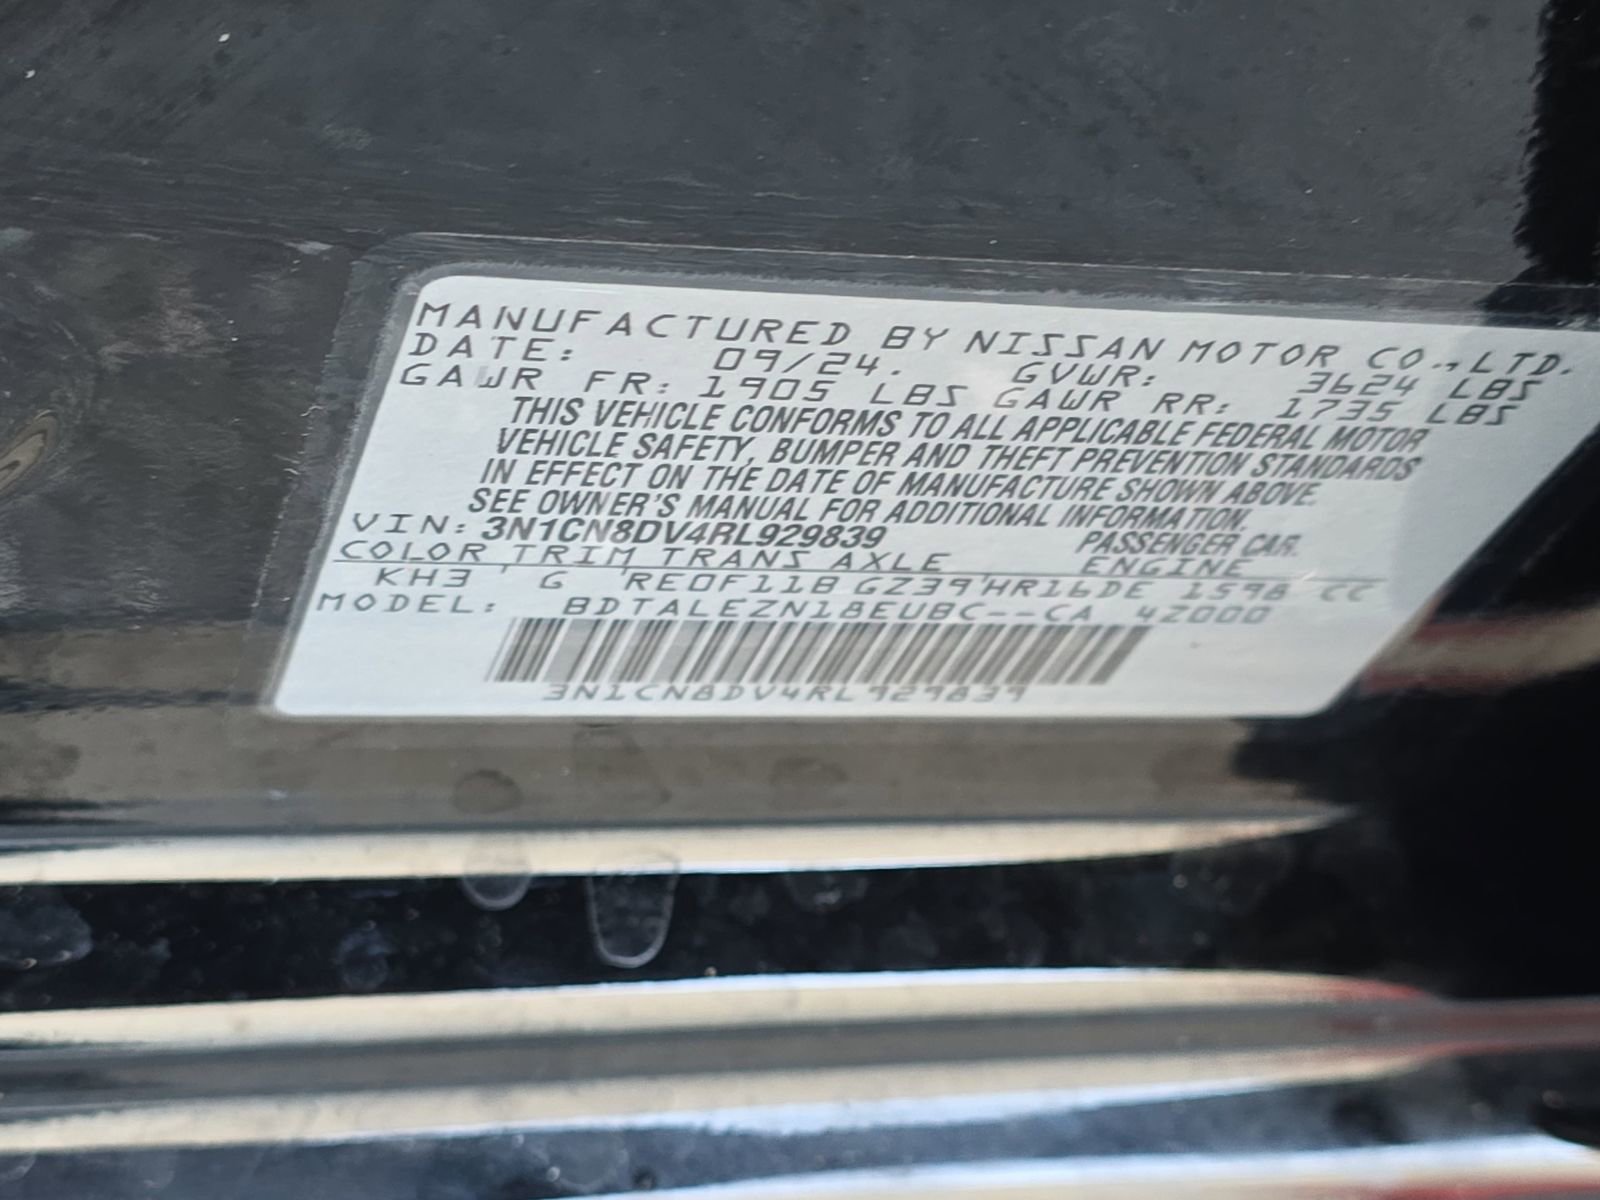 MANUFACTURED BY NISSAN MOTOR CO.,LTD.
DATE: 09/24. GVWR: 3624 LBS
GAWR FR: 1905 LBS GAWR RR: 1735 LBS
THIS VEHICLE CONFORMS TO ALL APPLICABLE FEDERAL MOTOR
VEHICLE SAFETY, BUMPER AND THEFT PREVENTION STANDARDS
IN EFFECT ON THE DATE OF MANUFACTURE SHOWN ABOVE.
SEE OWNER'S MANUAL FOR ADDITIONAL INFORMATION.
VIN: 3N1CN8DV4RL929839 PASSENGER CAR.
COLOR TRIM TRANS AXLE ENGINE
KH3 G RE0F11B GZ39 HR16DE 1598 CC
MODEL: BDTALEZN18EUBC--CA 42000
3N1CN8DV4RL929839